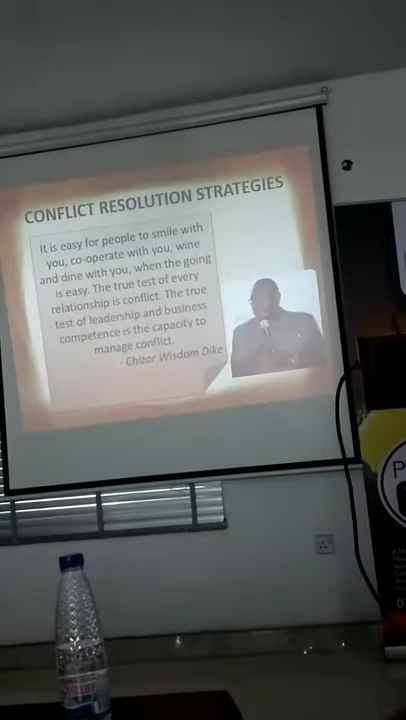 CONFLICT RESOLUTION STRATEGIES
It is easy for people to smile with
you, co-operate with you, wine
and dine with you, when the going
is easy. The true test of every
relationship is conflict. The true
test of leadership and business
competence is the capacity to
manage conflict.
- Chizor Wisdom Dike